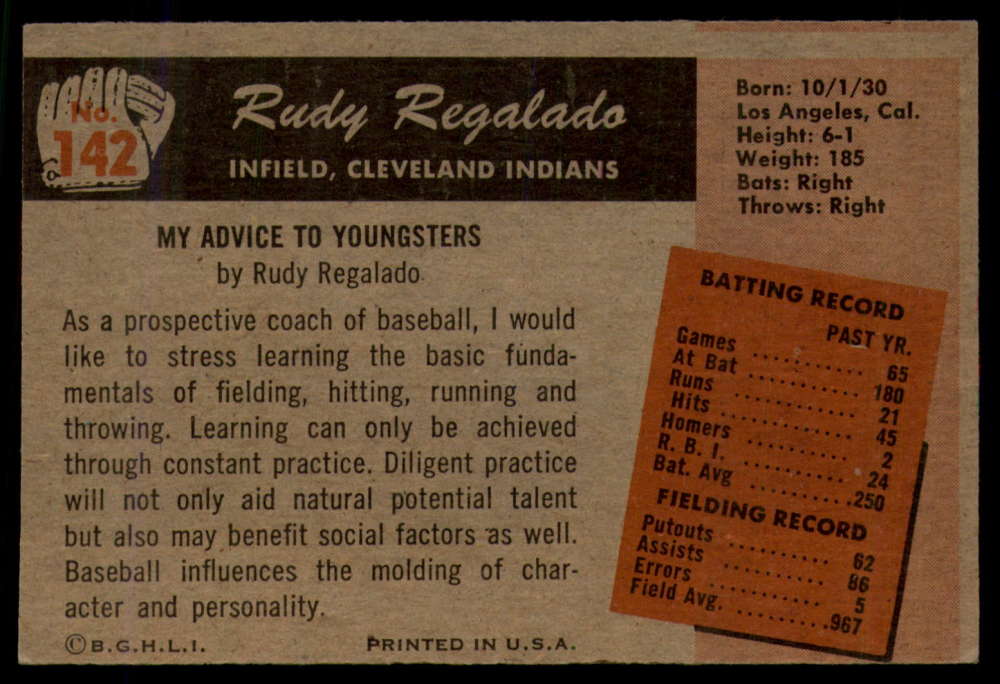 No.
142
Rudy Regalado
INFIELD, CLEVELAND INDIANS
Born: 10/1/30
Los Angeles, Cal.
Height: 6-1
Weight: 185
Bats: Right
Throws: Right
MY ADVICE TO YOUNGSTERS
by Rudy Regalado
As a prospective coach of baseball, I would
like to stress learning the basic funda-
mentals of fielding, hitting, running and
throwing. Learning can only be achieved
through constant practice. Diligent practice
will not only aid natural potential talent
but also may benefit social factors as well.
Baseball influences the molding of char-
acter and personality.
©B.G.H.L.I. PRINTED IN U.S.A.
BATTING RECORD
PAST YR.
Games .......... 65
At Bat .......... 180
Runs .......... 21
Hits .......... 45
Homers .......... 2
R. B. I. .......... 24
Bat. Avg .......... .250
FIELDING RECORD
Putouts .......... 62
Assists .......... 86
Errors .......... 5
Field Avg. .......... .967